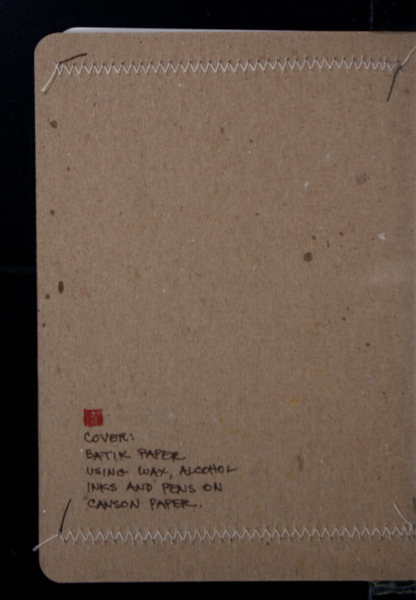 COVER:
BATIK PAPER
USING WAX, ALCOHOL
INKS AND PENS ON
CANSON PAPER.